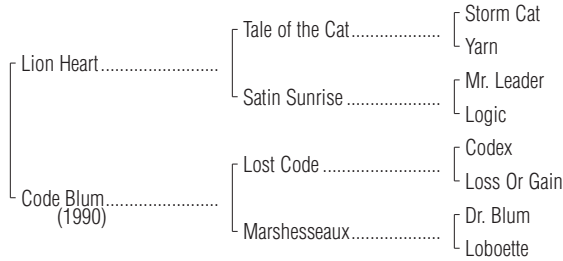 Storm Cat
Tale of the Cat....................
Yarn
Lion Heart..........................
Mr. Leader
Satin Sunrise .....................
Logic
Codex
Lost Code ..........................
Loss Or Gain
Code Blum.........................
(1990)
Dr. Blum
Marshesseaux....................
Loboette